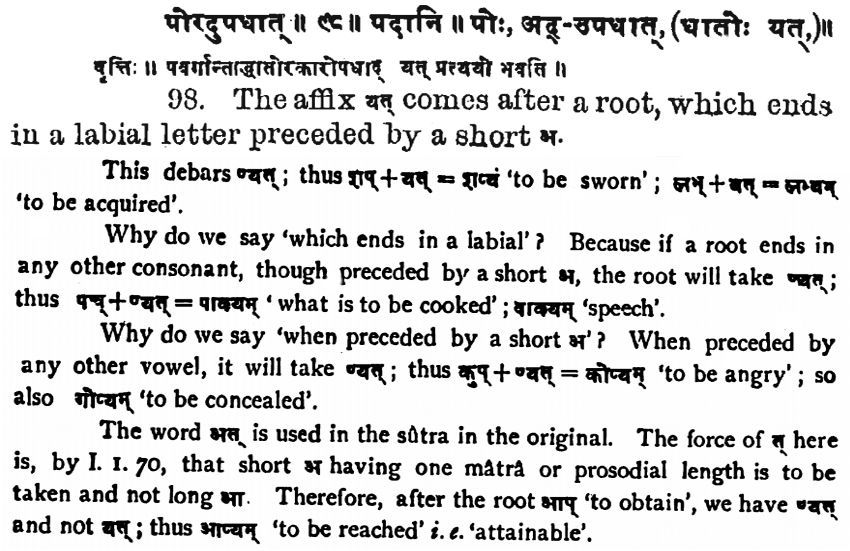 पोरदुपधात् ॥ ९८ ॥ पदानि ॥ पोः, अद्-उपधात्, (धातोः यत्,)॥
वृत्तिः ॥ पवर्गान्ताद्धातोरकारोपधाद् यत् प्रत्ययो भवति ॥
98. The affix यत् comes after a root, which ends
in a labial letter preceded by a short अ.
This debars ण्यत्; thus शप् + यत् = शप्यं 'to be sworn'; लभ् + यत् = लभ्यम्
'to be acquired'.
Why do we say 'which ends in a labial'? Because if a root ends in
any other consonant, though preceded by a short अ, the root will take ण्यत्;
thus पच् + ण्यत् = पाक्यम् 'what is to be cooked'; वाक्यम् 'speech'.
Why do we say 'when preceded by a short अ'? When preceded by
any other vowel, it will take ण्यत्; thus कुप् + ण्यत् = कोप्यम् 'to be angry'; so
also गोप्यम् 'to be concealed'.
The word अत् is used in the sûtra in the original. The force of त् here
is, by I. 1. 70, that short अ having one mâtrâ or prosodial length is to be
taken and not long आ. Therefore, after the root आप् 'to obtain', we have ण्यत्
and not यत्; thus आप्यम् 'to be reached' i. e. 'attainable'.